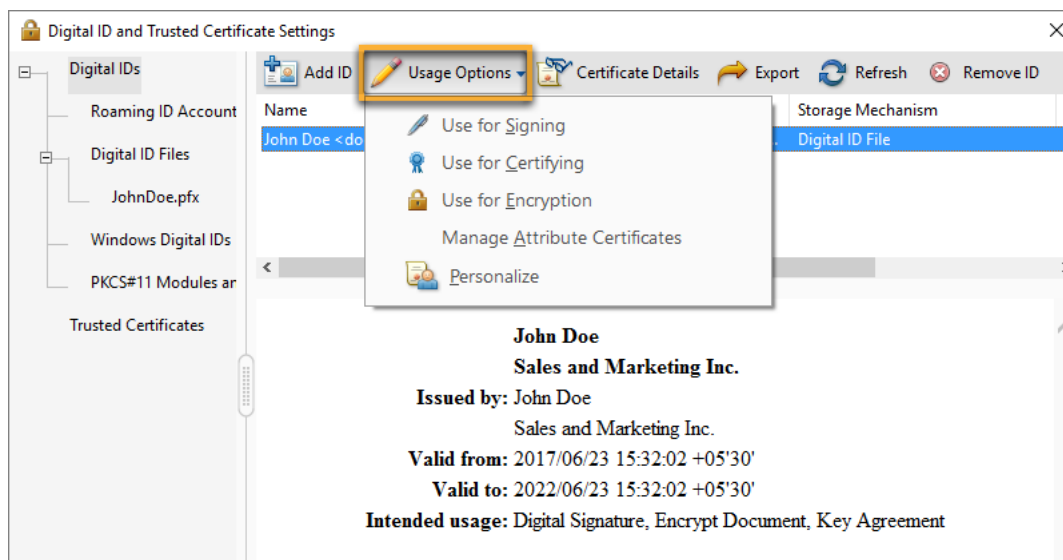 Digital ID and Trusted Certificate Settings
Digital IDs
Roaming ID Account
Digital ID Files
JohnDoe.pfx
Windows Digital IDs
PKCS#11 Modules an
Trusted Certificates
Add ID Usage Options Certificate Details Export Refresh Remove ID
Name Storage Mechanism
John Doe <do Digital ID File
Use for Signing
Use for Certifying
Use for Encryption
Manage Attribute Certificates
Personalize
John Doe
Sales and Marketing Inc.
Issued by: John Doe
Sales and Marketing Inc.
Valid from: 2017/06/23 15:32:02 +05'30'
Valid to: 2022/06/23 15:32:02 +05'30'
Intended usage: Digital Signature, Encrypt Document, Key Agreement